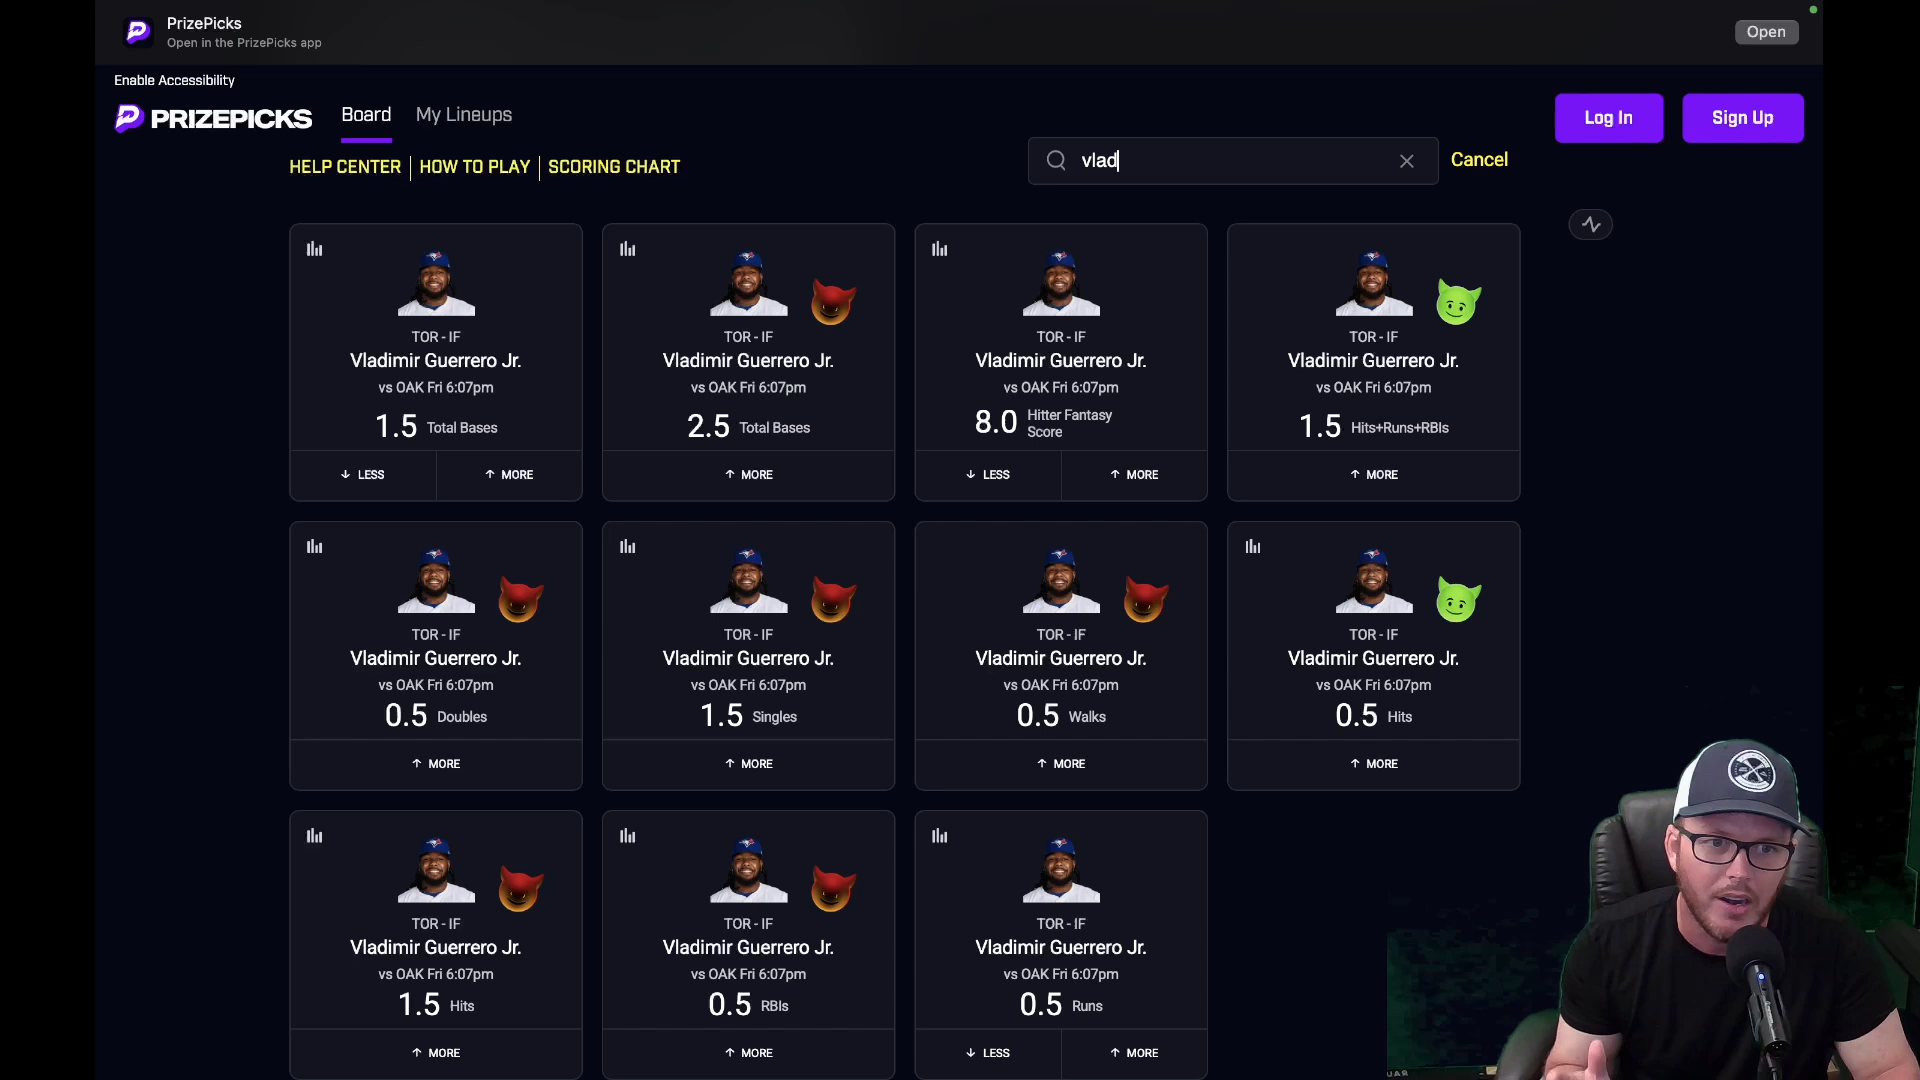 PrizePicks
Open in the PrizePicks app
Open
Enable Accessibility
PRIZEPICKS
Board
My Lineups
Log In
Sign Up
HELP CENTER
HOW TO PLAY
SCORING CHART
vlad
Cancel
TOR - IF
Vladimir Guerrero Jr.
vs OAK Fri 6:07pm
1.5 Total Bases
LESS
MORE
TOR - IF
Vladimir Guerrero Jr.
vs OAK Fri 6:07pm
2.5 Total Bases
MORE
TOR - IF
Vladimir Guerrero Jr.
vs OAK Fri 6:07pm
8.0 Hitter Fantasy
Score
LESS
MORE
TOR - IF
Vladimir Guerrero Jr.
vs OAK Fri 6:07pm
1.5 Hits+Runs+RBIs
MORE
TOR - IF
Vladimir Guerrero Jr.
vs OAK Fri 6:07pm
0.5 Doubles
MORE
TOR - IF
Vladimir Guerrero Jr.
vs OAK Fri 6:07pm
1.5 Singles
MORE
TOR - IF
Vladimir Guerrero Jr.
vs OAK Fri 6:07pm
0.5 Walks
MORE
TOR - IF
Vladimir Guerrero Jr.
vs OAK Fri 6:07pm
0.5 Hits
MORE
TOR - IF
Vladimir Guerrero Jr.
vs OAK Fri 6:07pm
1.5 Hits
MORE
TOR - IF
Vladimir Guerrero Jr.
vs OAK Fri 6:07pm
0.5 RBIs
MORE
TOR - IF
Vladimir Guerrero Jr.
vs OAK Fri 6:07pm
0.5 Runs
LESS
MORE